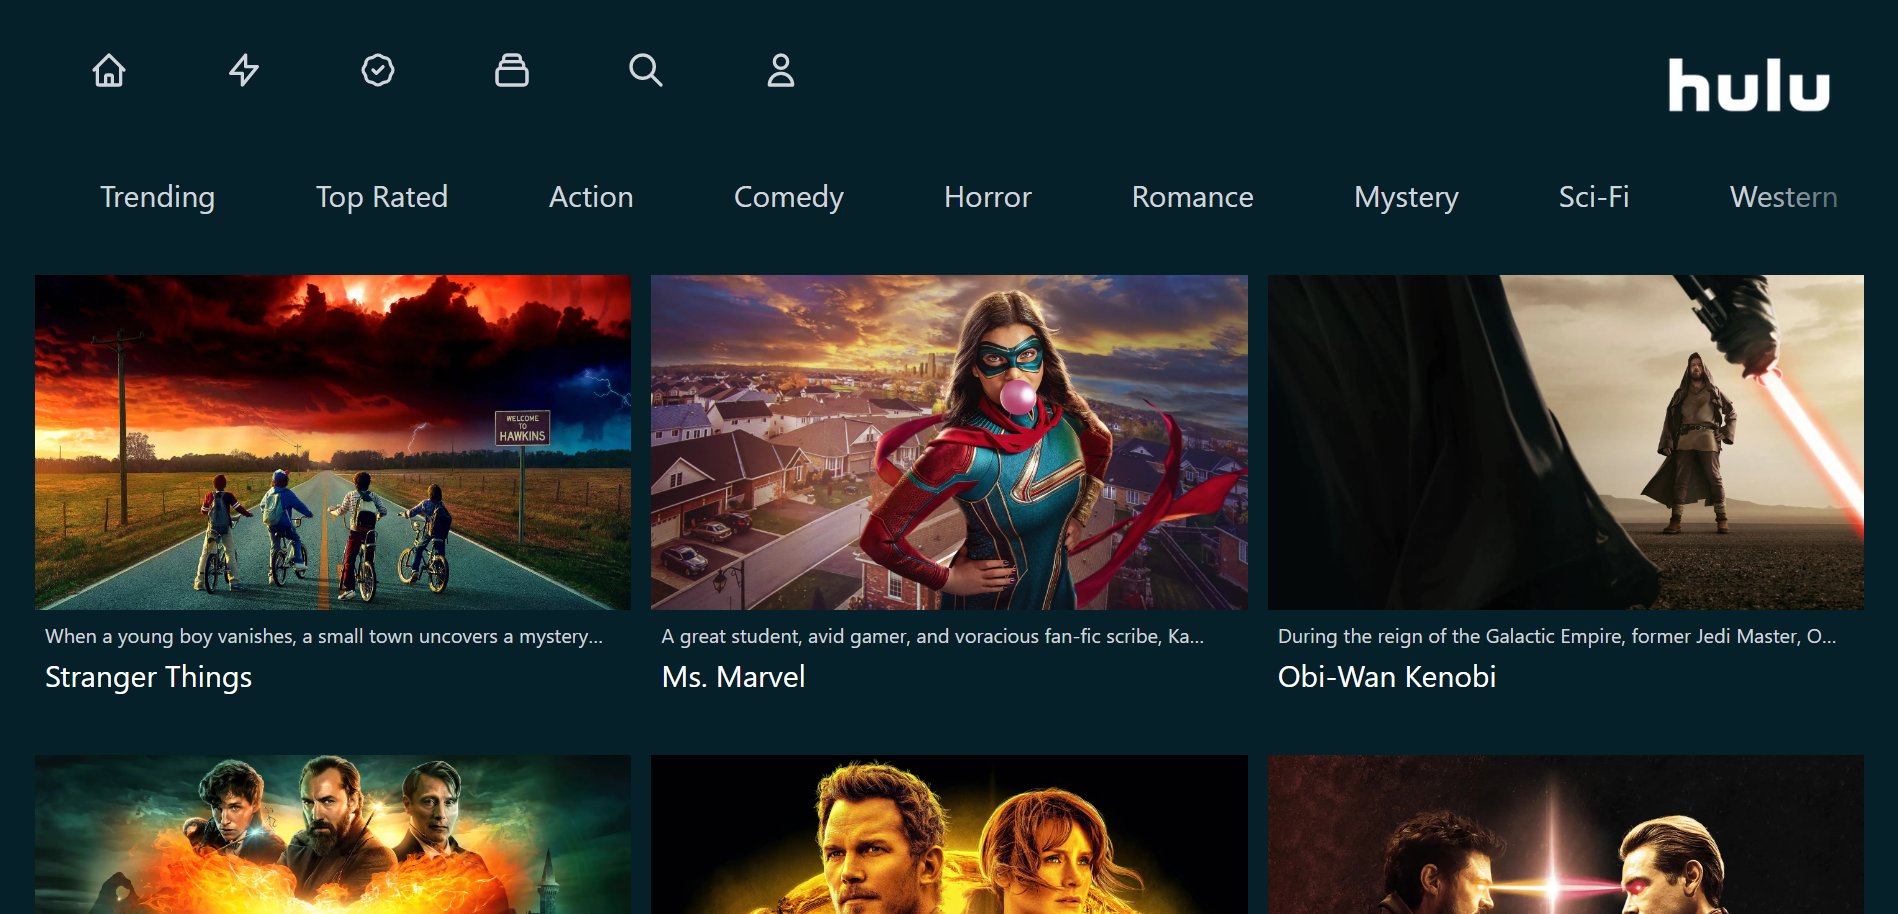 hulu
Trending Top Rated Action Comedy Horror Romance Mystery Sci-Fi Western
WELCOME
TO
HAWKINS
When a young boy vanishes, a small town uncovers a mystery...
Stranger Things
A great student, avid gamer, and voracious fan-fic scribe, Ka...
Ms. Marvel
During the reign of the Galactic Empire, former Jedi Master, O...
Obi-Wan Kenobi